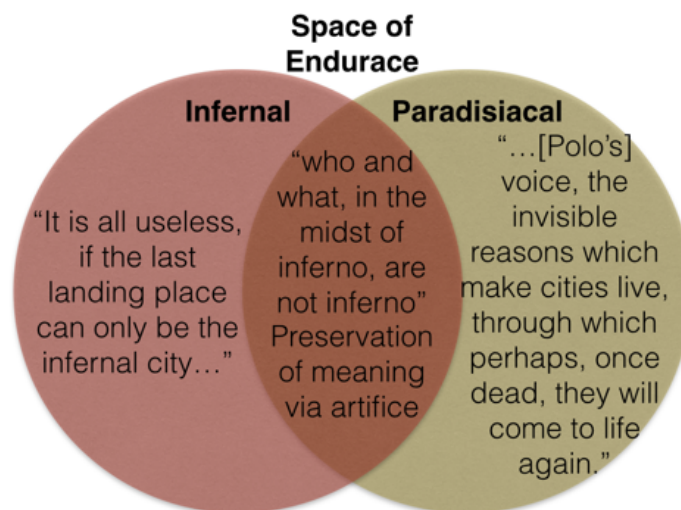 Space of
Endurace
Infernal
Paradisiacal
“It is all useless,
if the last
landing place
can only be the
infernal city…”
“who and
what, in the
midst of
inferno, are
not inferno”
Preservation
of meaning
via artifice
“…[Polo’s]
voice, the
invisible
reasons which
make cities live,
through which
perhaps, once
dead, they will
come to life
again.”